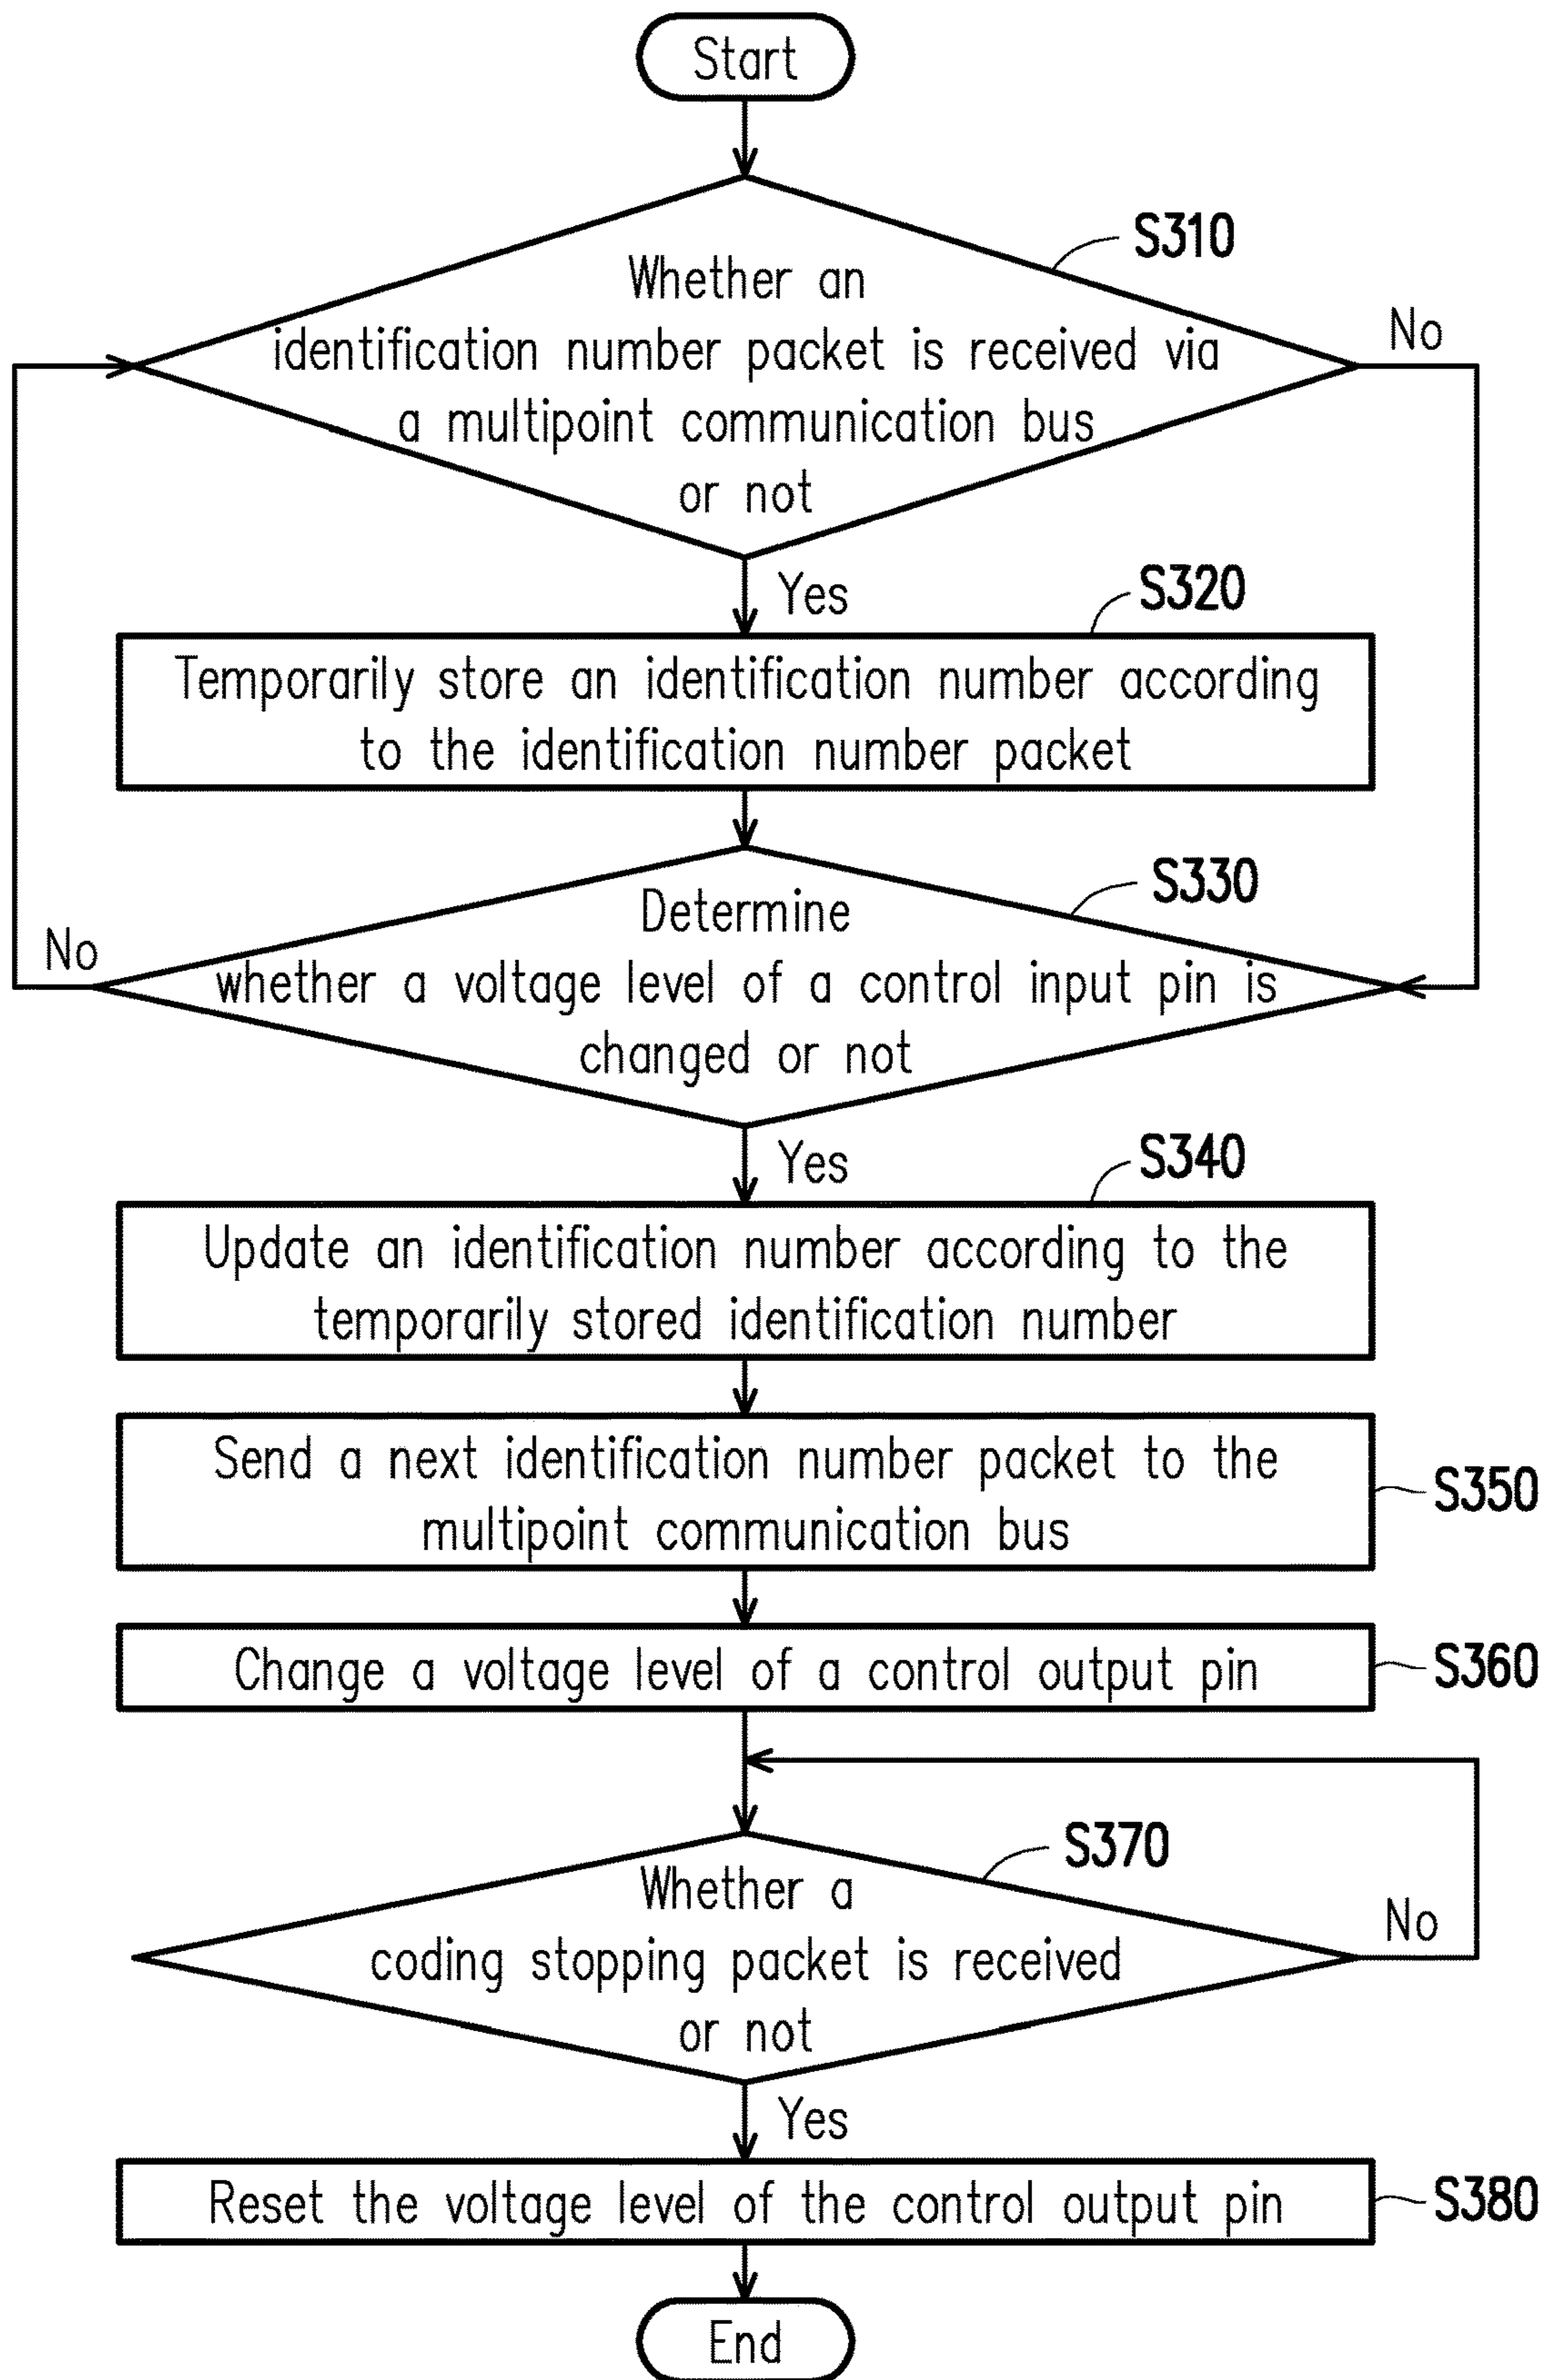 Start
S310
Whether an
identification number packet is received via
a multipoint communication bus
or not
No
Yes
S320
Temporarily store an identification number according
to the identification number packet
S330
Determine
whether a voltage level of a control input pin is
changed or not
No
Yes
S340
Update an identification number according to the
temporarily stored identification number
Send a next identification number packet to the
multipoint communication bus
S350
Change a voltage level of a control output pin
S360
S370
Whether a
coding stopping packet is received
or not
No
Yes
Reset the voltage level of the control output pin
S380
End